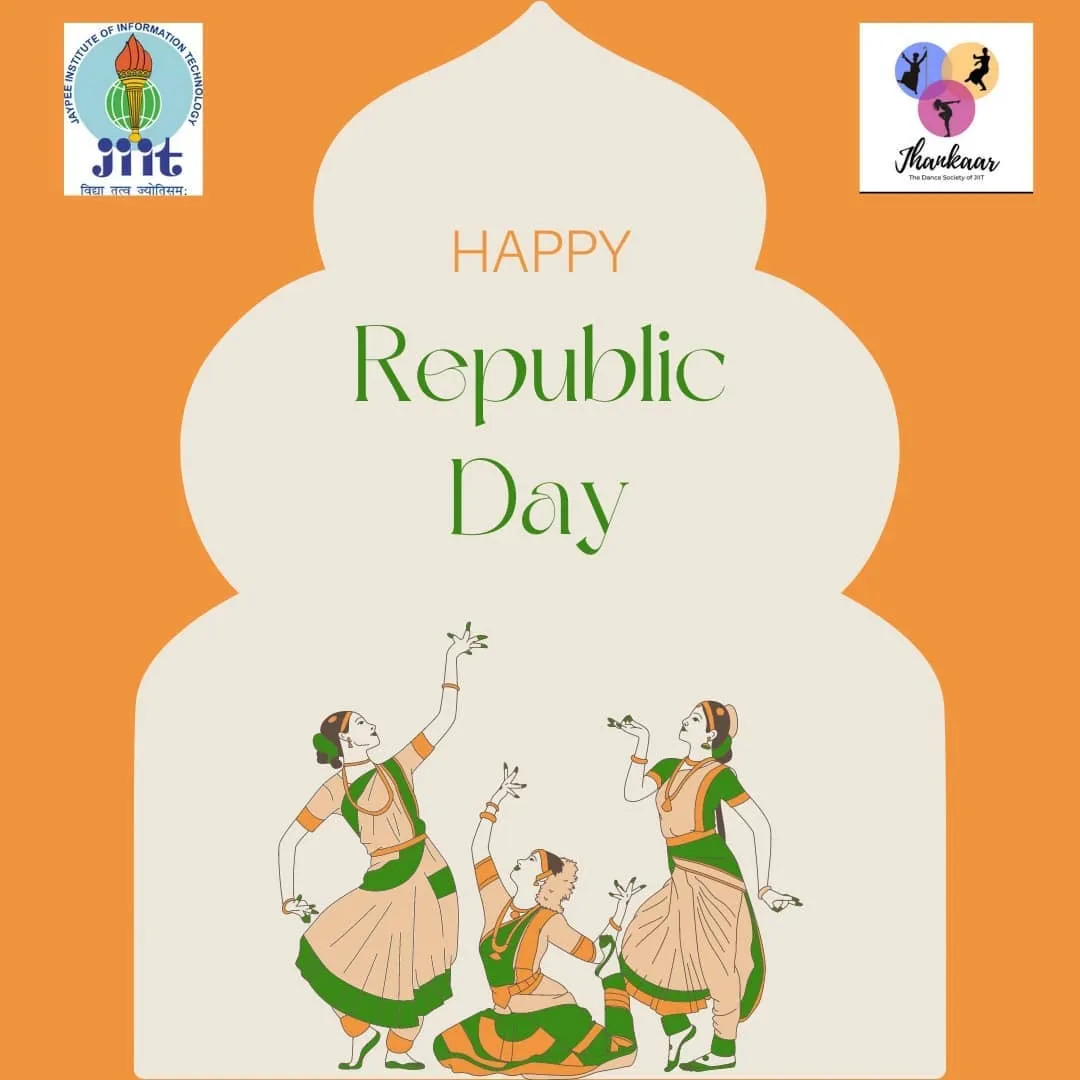 JAYPEE INSTITUTE OF INFORMATION TECHNOLOGY
jiit
विद्या तत्व ज्योतिसमः
Jhankaar
The Dance Society of JIIT
HAPPY
Republic
Day